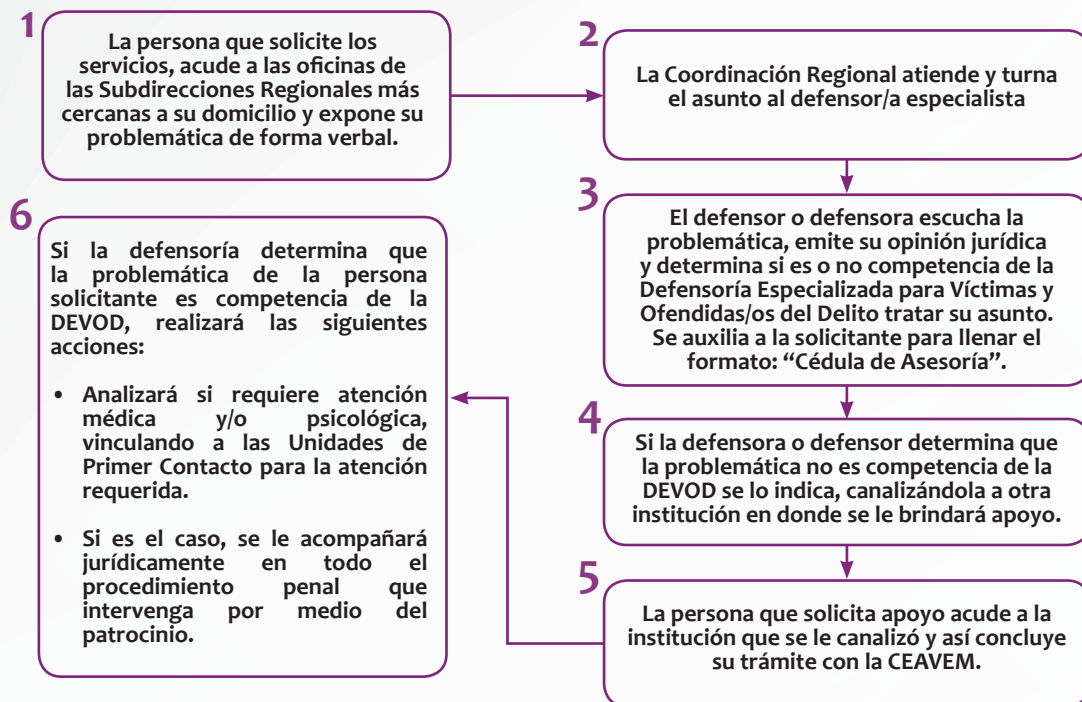 1
La persona que solicite los
servicios, acude a las oficinas de
las Subdirecciones Regionales más
cercanas a su domicilio y expone su
problemática de forma verbal.
2
La Coordinación Regional atiende y turna
el asunto al defensor/a especialista
3
El defensor o defensora escucha la
problemática, emite su opinión jurídica
y determina si es o no competencia de la
Defensoría Especializada para Víctimas y
Ofendidas/os del Delito tratar su asunto.
Se auxilia a la solicitante para llenar el
formato: “Cédula de Asesoría”.
4
Si la defensora o defensor determina que
la problemática no es competencia de la
DEVOD se lo indica, canalizándola a otra
institución en donde se le brindará apoyo.
5
La persona que solicita apoyo acude a la
institución que se le canalizó y así concluye
su trámite con la CEAVEM.
6
Si la defensoría determina que
la problemática de la persona
solicitante es competencia de la
DEVOD, realizará las siguientes
acciones:
• Analizará si requiere atención
médica y/o psicológica,
vinculando a las Unidades de
Primer Contacto para la atención
requerida.
• Si es el caso, se le acompañará
jurídicamente en todo el
procedimiento penal que
intervenga por medio del
patrocinio.